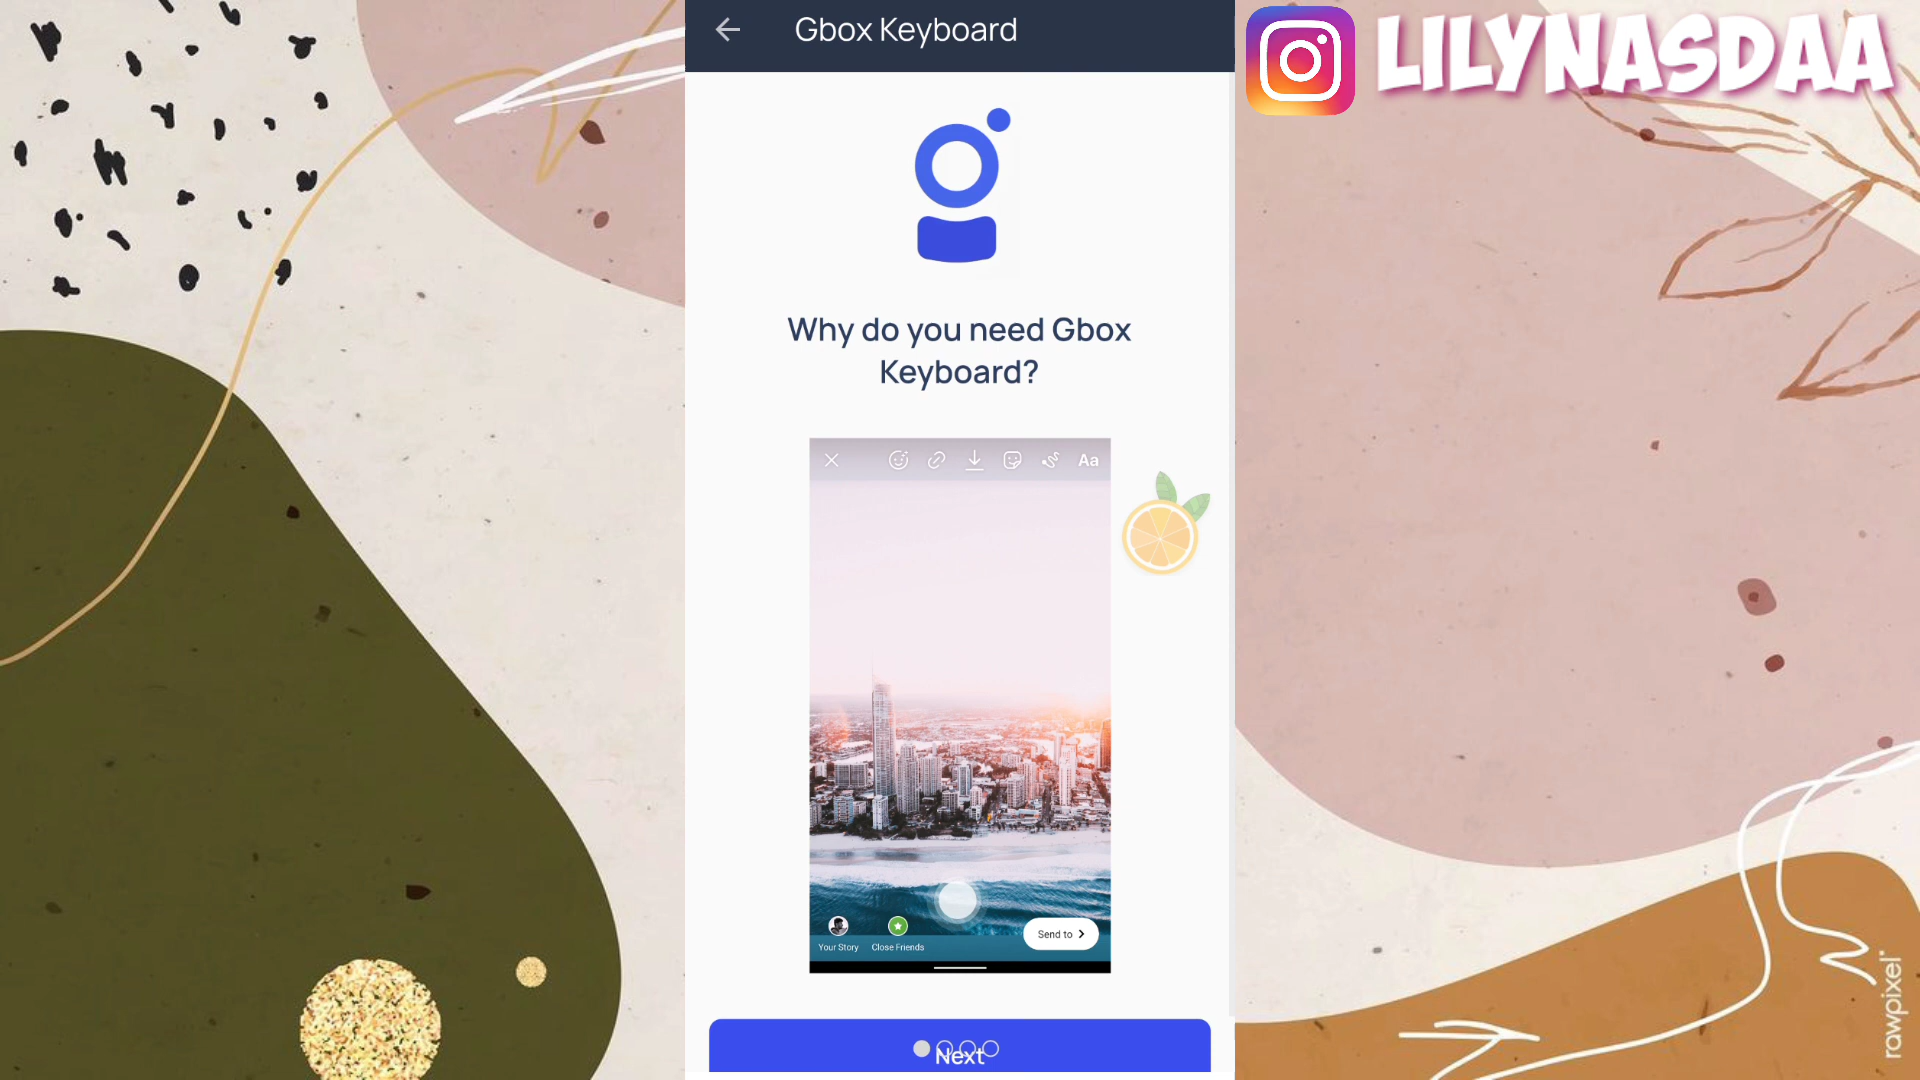 Gbox Keyboard
LILYNASDAA
Why do you need Gbox
Keyboard?
Aa
Send to
Your Story
Close Friends
Next
rawpixel